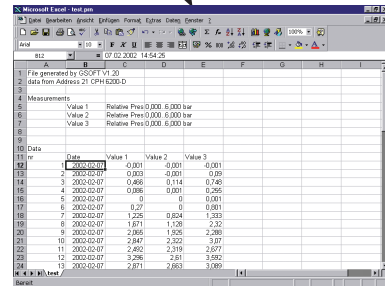 Microsoft Excel - test.prn
Datei Bearbeiten Ansicht Einfügen Format Extras Daten Fenster ?
Arial 10 F K U
B12 = 07.02.2002 14:54:25
A B C D E F G H I
1 File generated by GSOFT V1.20
2 data from Address 21 CPH 6200-D
3
4 Measurements
5 Value 1 Relative Pres 0,000..6,000 bar
6 Value 2 Relative Pres 0,000..6,000 bar
7 Value 3 Relative Pres 0,000..6,000 bar
8
9
10 Data
11 nr Date Value 1 Value 2 Value 3
12 1 2002-02-07 -0,001 -0,001 -0,001
13 2 2002-02-07 0,003 -0,001 0,09
14 3 2002-02-07 0,466 0,114 0,748
15 4 2002-02-07 0,086 0,001 0,255
16 5 2002-02-07 0 0 0,001
17 6 2002-02-07 0,27 0 0,801
18 7 2002-02-07 1,225 0,824 1,333
19 8 2002-02-07 1,671 1,128 2,32
20 9 2002-02-07 2,065 1,925 2,288
21 10 2002-02-07 2,847 2,322 3,07
22 11 2002-02-07 2,492 2,319 2,677
23 12 2002-02-07 3,296 2,61 3,592
24 13 2002-02-07 2,871 2,663 3,089
test
Bereit